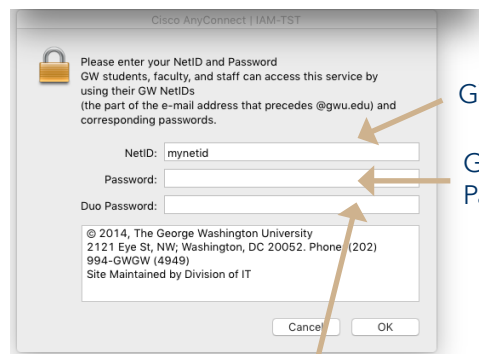 Cisco AnyConnect | IAM-TST
Please enter your NetID and Password
GW students, faculty, and staff can access this service by
using their GW NetIDs
(the part of the e-mail address that precedes @gwu.edu) and
corresponding passwords.
G
NetID: mynetid
G
Password:
Pa
Duo Password:
© 2014, The George Washington University
2121 Eye St, NW; Washington, DC 20052. Phone: (202)
994-GWGW (4949)
Site Maintained by Division of IT
Cancel
OK